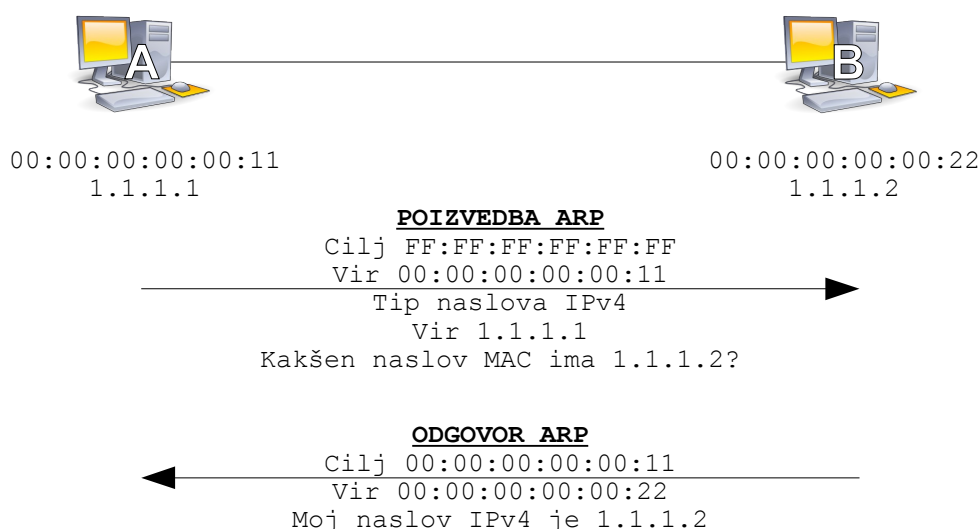 A
B
00:00:00:00:00:11
1.1.1.1
00:00:00:00:00:22
1.1.1.2
POIZVEDBA ARP
Cilj FF:FF:FF:FF:FF:FF
Vir 00:00:00:00:00:11
Tip naslova IPv4
Vir 1.1.1.1
Kakšen naslov MAC ima 1.1.1.2?
ODGOVOR ARP
Cilj 00:00:00:00:00:11
Vir 00:00:00:00:00:22
Moj naslov IPv4 je 1.1.1.2